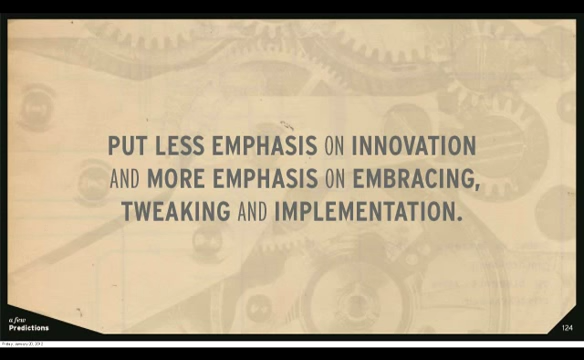 PUT LESS EMPHASIS ON INNOVATION
AND MORE EMPHASIS ON EMBRACING,
TWEAKING AND IMPLEMENTATION.
a few
Predictions
124